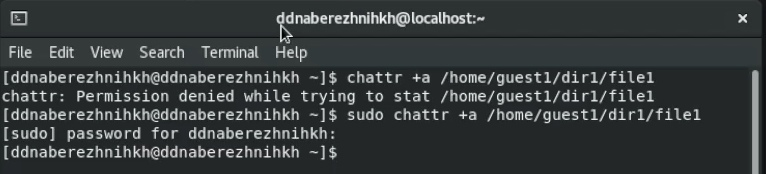 ddnaberezhnihkh@localhost:~
File Edit View Search Terminal Help
[ddnaberezhnihkh@ddnaberezhnihkh ~]$ chattr +a /home/guest1/dir1/file1
chattr: Permission denied while trying to stat /home/guest1/dir1/file1
[ddnaberezhnihkh@ddnaberezhnihkh ~]$ sudo chattr +a /home/guest1/dir1/file1
[sudo] password for ddnaberezhnihkh:
[ddnaberezhnihkh@ddnaberezhnihkh ~]$